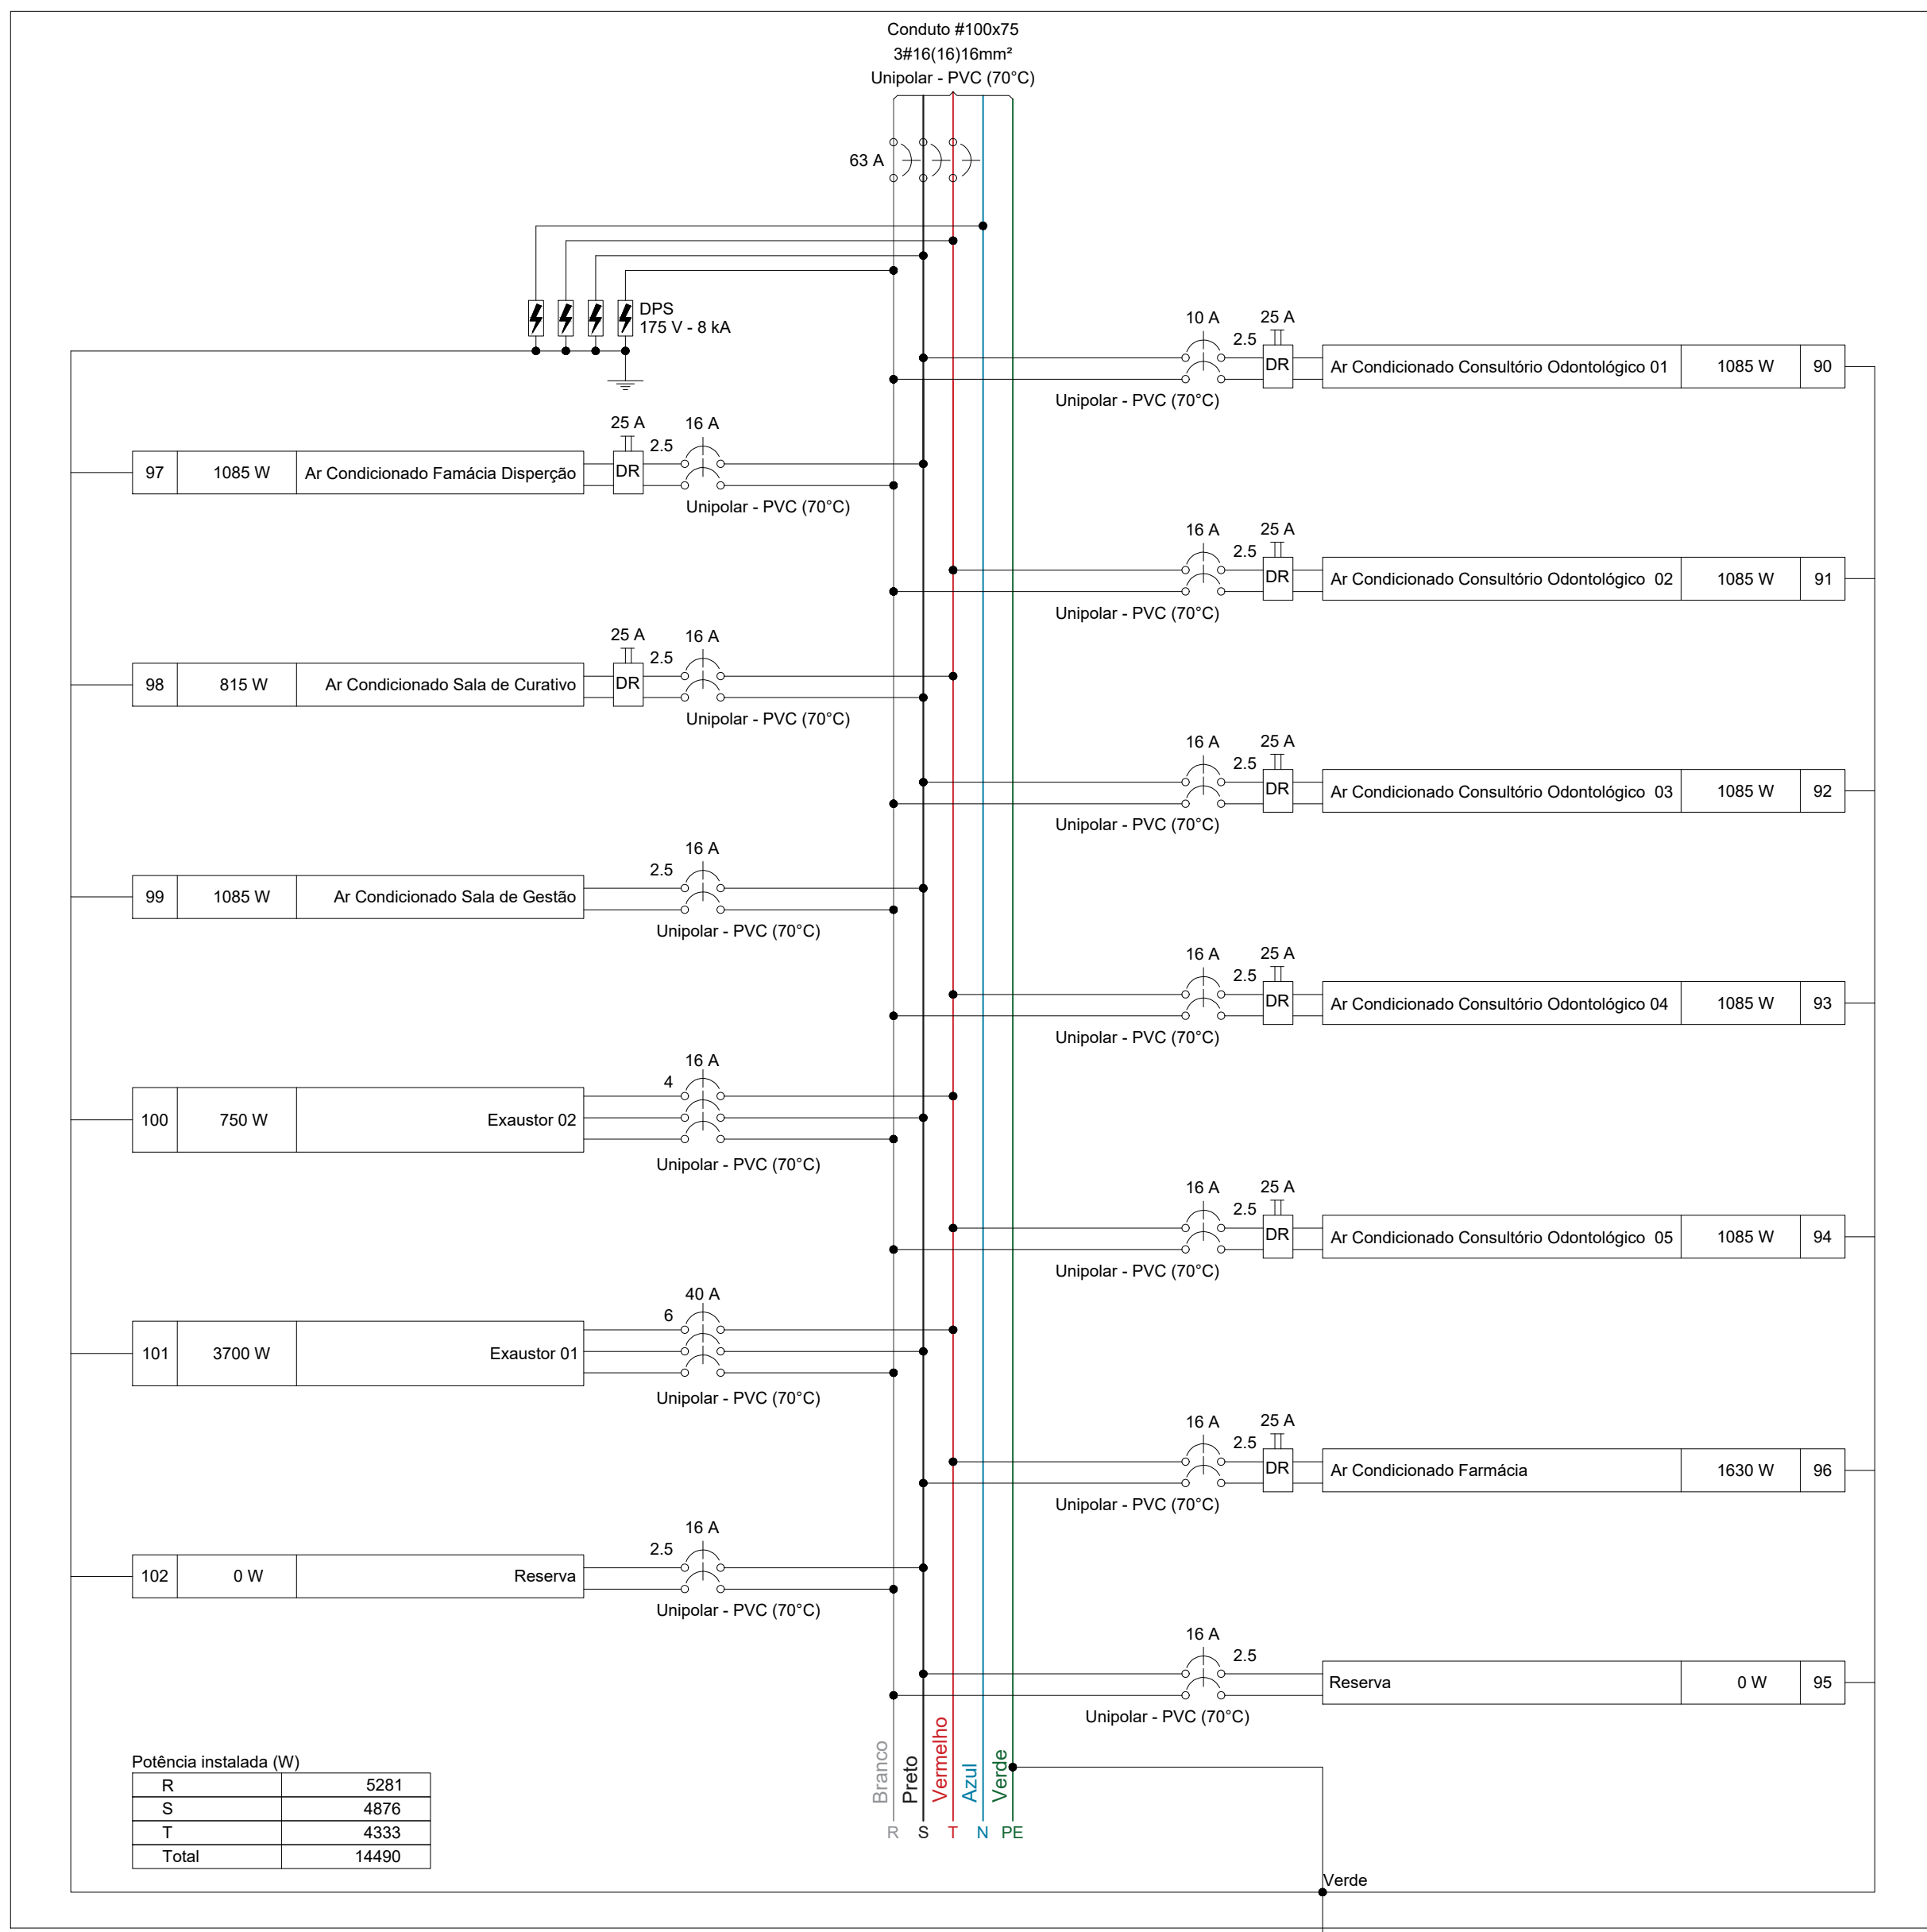 Conduto #100x75
3#16(16)16mm²
Unipolar - PVC (70°C)
63 A
DPS
175 V - 8 kA
10 A
25 A
2.5
DR
Ar Condicionado Consultório Odontológico 01
1085 W
90
Unipolar - PVC (70°C)
97
1085 W
Ar Condicionado Famácia Disperção
25 A
DR
2.5
16 A
Unipolar - PVC (70°C)
16 A
25 A
2.5
DR
Ar Condicionado Consultório Odontológico  02
1085 W
91
Unipolar - PVC (70°C)
98
815 W
Ar Condicionado Sala de Curativo
25 A
DR
2.5
16 A
Unipolar - PVC (70°C)
16 A
25 A
2.5
DR
Ar Condicionado Consultório Odontológico  03
1085 W
92
Unipolar - PVC (70°C)
99
1085 W
Ar Condicionado Sala de Gestão
2.5
16 A
Unipolar - PVC (70°C)
16 A
25 A
2.5
DR
Ar Condicionado Consultório Odontológico 04
1085 W
93
Unipolar - PVC (70°C)
100
750 W
Exaustor 02
4
16 A
Unipolar - PVC (70°C)
16 A
25 A
2.5
DR
Ar Condicionado Consultório Odontológico  05
1085 W
94
Unipolar - PVC (70°C)
101
3700 W
Exaustor 01
6
40 A
Unipolar - PVC (70°C)
16 A
25 A
2.5
DR
Ar Condicionado Farmácia
1630 W
96
Unipolar - PVC (70°C)
102
0 W
Reserva
2.5
16 A
Unipolar - PVC (70°C)
16 A
2.5
Reserva
0 W
95
Unipolar - PVC (70°C)
Potência instalada (W)
R 5281
S 4876
T 4333
Total 14490
Branco
Preto
Vermelho
Azul
Verde
R S T N PE
Verde